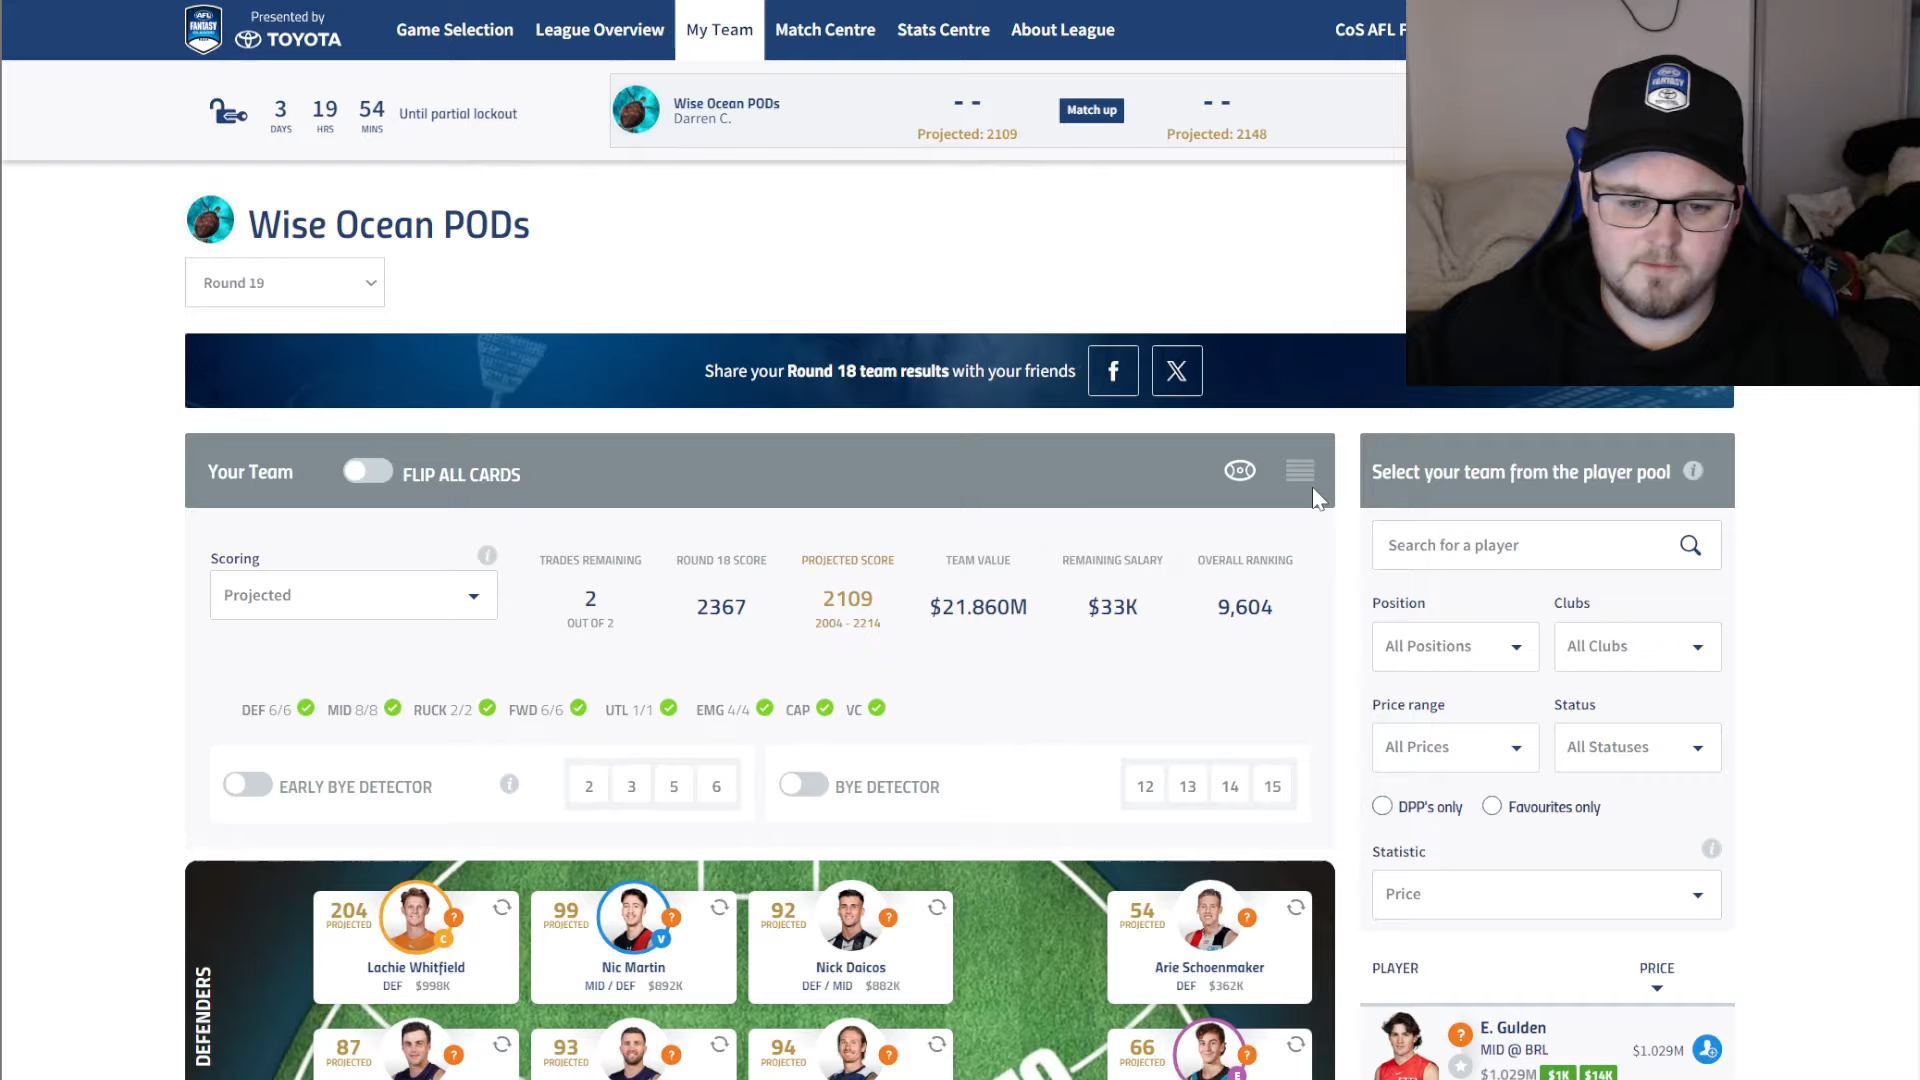 AFL
FANTASY
CLASSIC
Presented by
TOYOTA
Game Selection
League Overview
My Team
Match Centre
Stats Centre
About League
CoS AFL F
3
DAYS
19
HRS
54
MINS
Until partial lockout
Wise Ocean PODs
Darren C.
- -
Projected: 2109
Match up
- -
Projected: 2148
Wise Ocean PODs
Round 19
Share your Round 18 team results with your friends
f
X
Your Team
FLIP ALL CARDS
Scoring
i
Projected
TRADES REMAINING
2
OUT OF 2
ROUND 18 SCORE
2367
PROJECTED SCORE
2109
2004 - 2214
TEAM VALUE
$21.860M
REMAINING SALARY
$33K
OVERALL RANKING
9,604
DEF 6/6
MID 8/8
RUCK 2/2
FWD 6/6
UTL 1/1
EMG 4/4
CAP
VC
EARLY BYE DETECTOR
i
2
3
5
6
BYE DETECTOR
12
13
14
15
DEFENDERS
204
PROJECTED
?
C
Lachie Whitfield
DEF $998K
99
PROJECTED
?
V
Nic Martin
MID / DEF $892K
92
PROJECTED
?
Nick Daicos
DEF / MID $882K
54
PROJECTED
?
Arie Schoenmaker
DEF $362K
87
PROJECTED
?
93
PROJECTED
?
94
PROJECTED
?
66
PROJECTED
?
E
Select your team from the player pool
i
Search for a player
Position
All Positions
Clubs
All Clubs
Price range
All Prices
Status
All Statuses
DPP's only
Favourites only
Statistic
i
Price
PLAYER
PRICE
?
E. Gulden
MID @ BRL
$1.029M
$1K
$14K
$1.029M
AFL
FANTASY